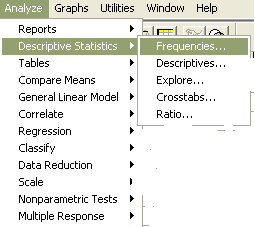 Analyze Graphs Utilities Window Help
Reports
Descriptive Statistics
Tables
Compare Means
General Linear Model
Correlate
Regression
Classify
Data Reduction
Scale
Nonparametric Tests
Multiple Response
Frequencies...
Descriptives...
Explore...
Crosstabs...
Ratio...